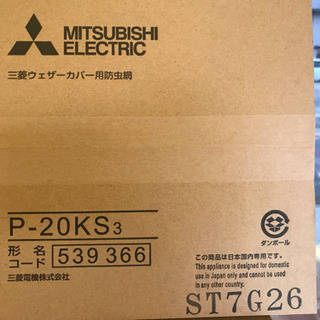 MITSUBISHI
ELECTRIC
三菱ウェザーカバー用防虫網
P-20KS3
形名
コード 539 366
三菱電機株式会社
ダンボール
この商品は日本国内専用です。
This appliance is designed for domestic
use in Japan only and cannot be used
in any other country.
ST7G26